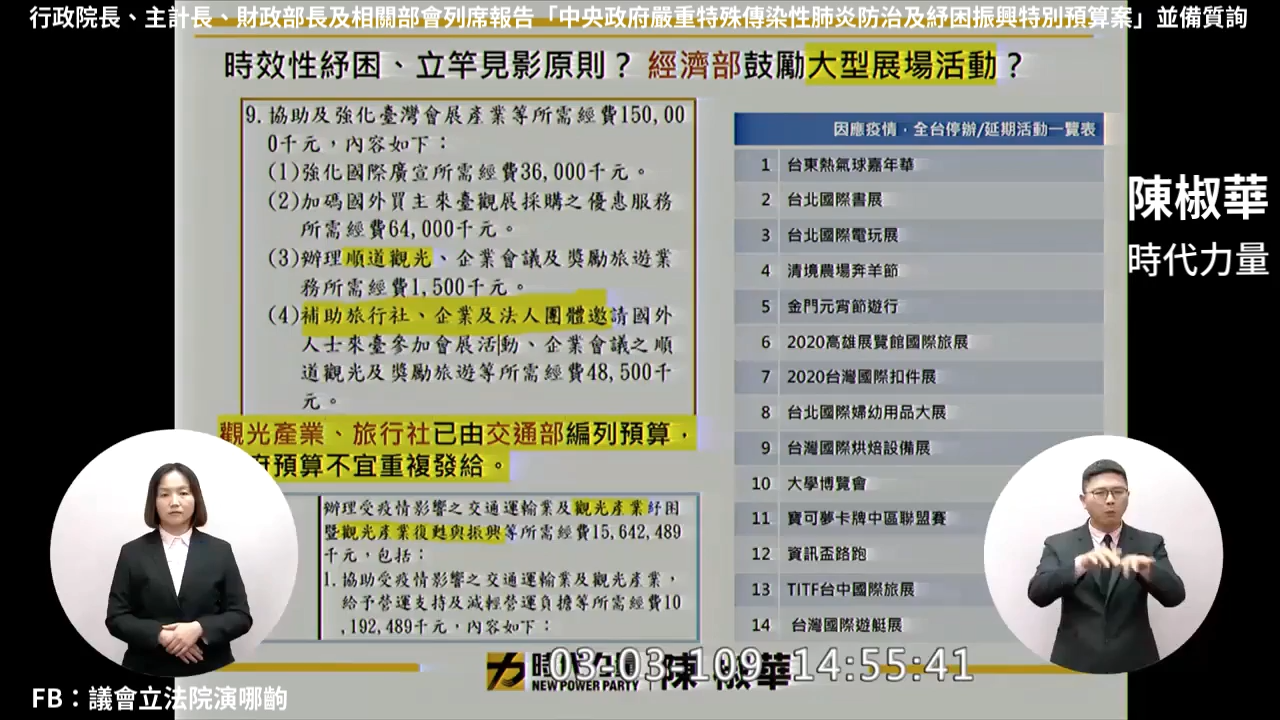 行政院長、主計長、財政部長及相關部會列席報告「中央政府嚴重特殊傳染性肺炎防治及紓困振興特別預算案」並備質詢
時效性紓困、立竿見影原則？ 經濟部鼓勵大型展場活動？
9.協助及強化臺灣會展產業等所需經費150,00
0千元，內容如下：
(1)強化國際廣宣所需經費36,000千元。
(2)加碼國外買主來臺觀展採購之優惠服務
所需經費64,000千元。
(3)辦理順道觀光、企業會議及獎勵旅遊業
務所需經費1,500千元。
(4)補助旅行社、企業及法人團體邀請國外
人士來臺參加會展活動、企業會議之順
道觀光及獎勵旅遊等所需經費48,500千
元。
觀光產業、旅行社已由交通部編列預算，
府預算不宜重複發給。
辦理受疫情影響之交通運輸業及觀光產業紓困
暨觀光產業復甦與振興等所需經費15,642,489
千元，包括：
1.協助受疫情影響之交通運輸業及觀光產業，
給予營運支持及減輕營運負擔等所需經費10
,192,489千元，內容如下：
因應疫情，全台停辦/延期活動一覽表
1 台東熱氣球嘉年華
2 台北國際書展
3 台北國際電玩展
4 清境農場奔羊節
5 金門元宵節遊行
6 2020高雄展覽館國際旅展
7 2020台灣國際扣件展
8 台北國際婦幼用品大展
9 台灣國際烘焙設備展
10 大學博覽會
11 寶可夢卡牌中區聯盟賽
12 資訊盃路跑
13 TITF台中國際旅展
14 台灣國際遊艇展
陳椒華
時代力量
時代力量 陳椒華
NEW POWER PARTY
03-03-109 14:55:41
FB：議會立法院演哪齣